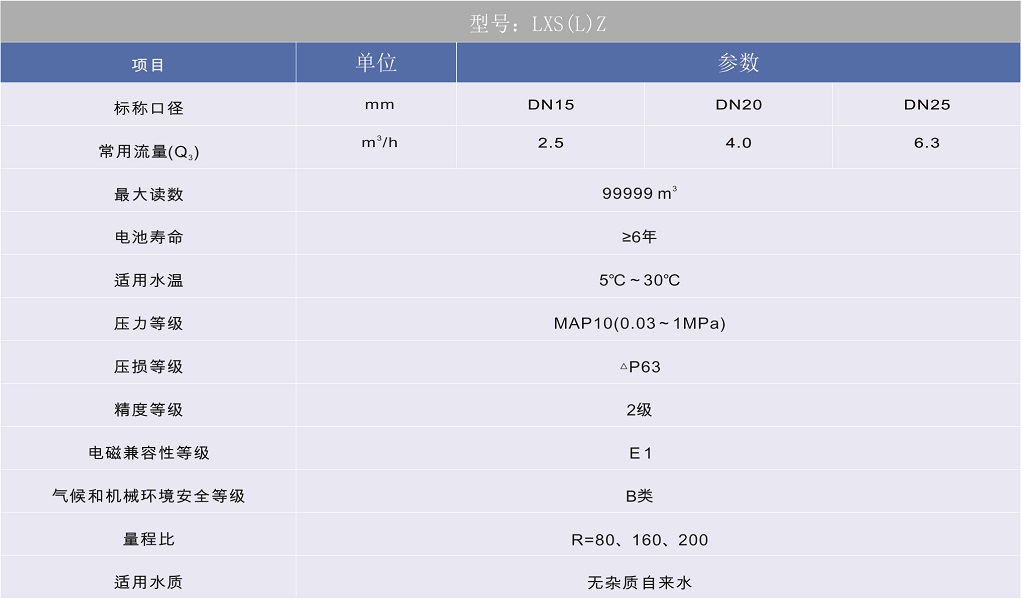 型号：LXS(L)Z
项目 单位 参数
标称口径 mm DN15 DN20 DN25
常用流量(Q₃) m³/h 2.5 4.0 6.3
最大读数 99999 m³
电池寿命 ≥6年
适用水温 5℃～30℃
压力等级 MAP10(0.03～1MPa)
压损等级 △P63
精度等级 2级
电磁兼容性等级 E1
气候和机械环境安全等级 B类
量程比 R=80、160、200
适用水质 无杂质自来水